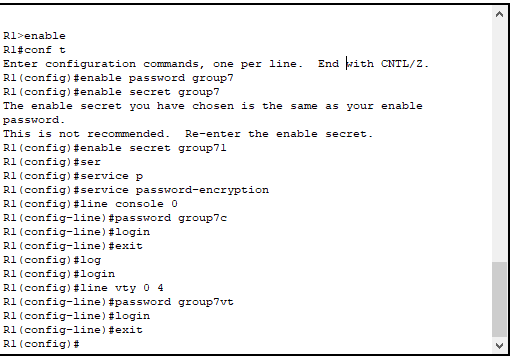 R1>enable
R1#conf t
Enter configuration commands, one per line.  End with CNTL/Z.
R1(config)#enable password group7
R1(config)#enable secret group7
The enable secret you have chosen is the same as your enable
password.
This is not recommended.  Re-enter the enable secret.
R1(config)#enable secret group71
R1(config)#ser
R1(config)#service p
R1(config)#service password-encryption
R1(config)#line console 0
R1(config-line)#password group7c
R1(config-line)#login
R1(config-line)#exit
R1(config)#log
R1(config)#login
R1(config)#line vty 0 4
R1(config-line)#password group7vt
R1(config-line)#login
R1(config-line)#exit
R1(config)#